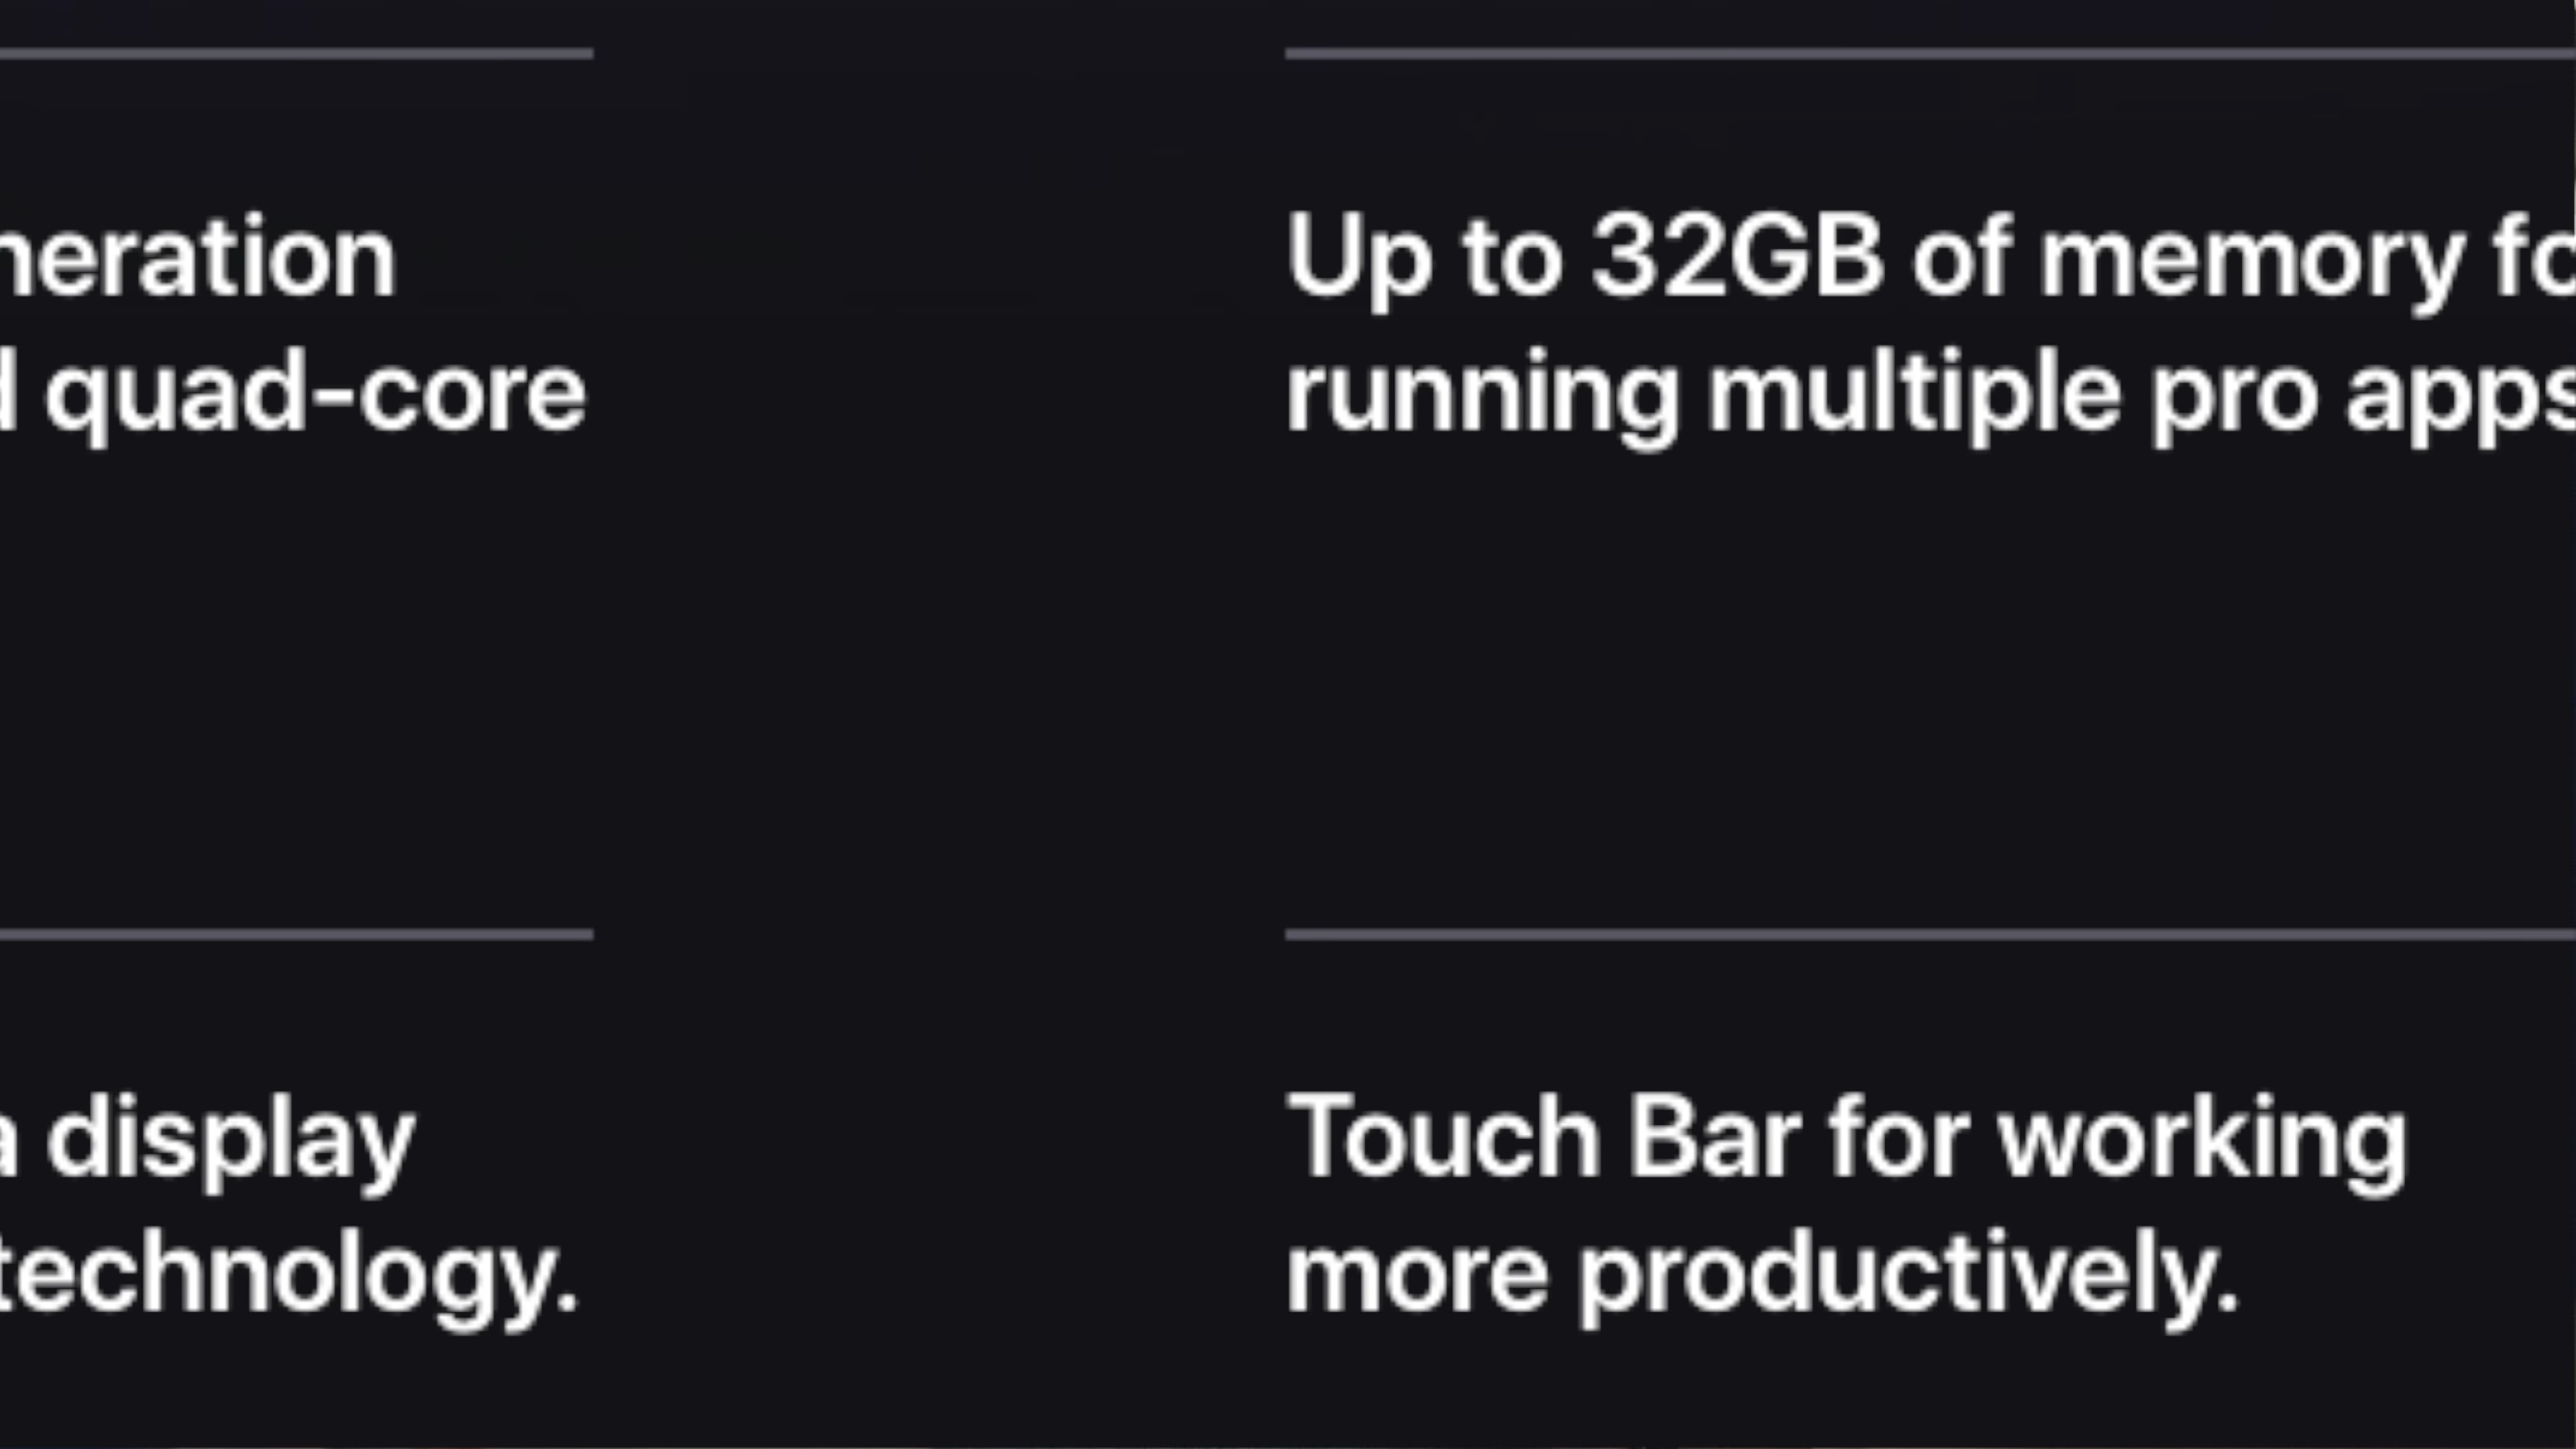 neration
d quad-core
Up to 32GB of memory fo
running multiple pro apps
a display
technology.
Touch Bar for working
more productively.